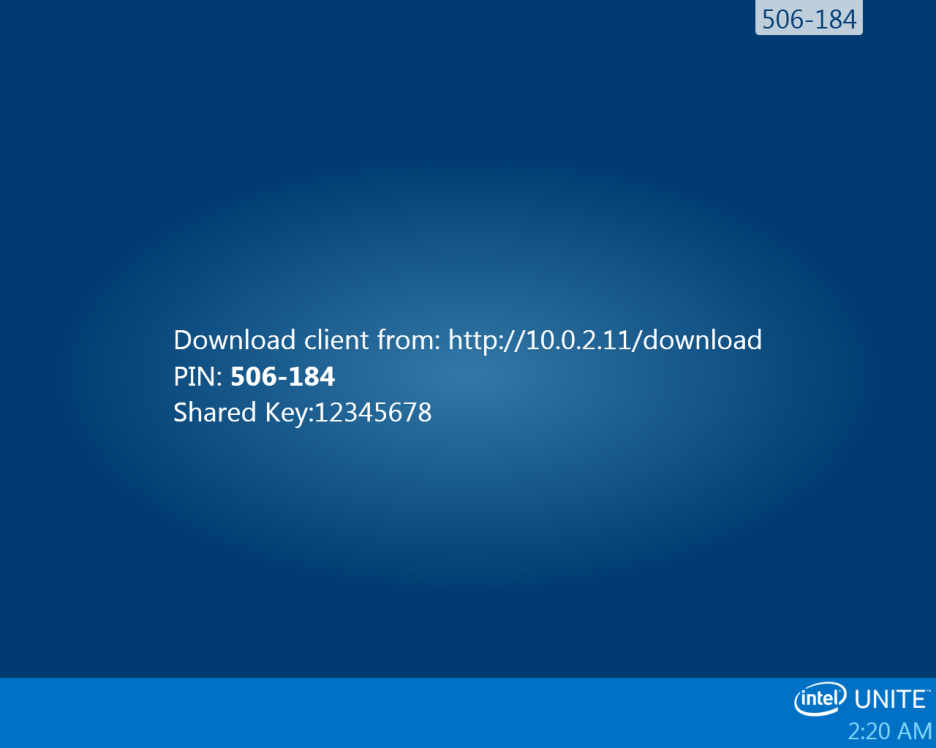 506-184
Download client from: http://10.0.2.11/download
PIN: 506-184
Shared Key:12345678
intel UNITE™
2:20 AM